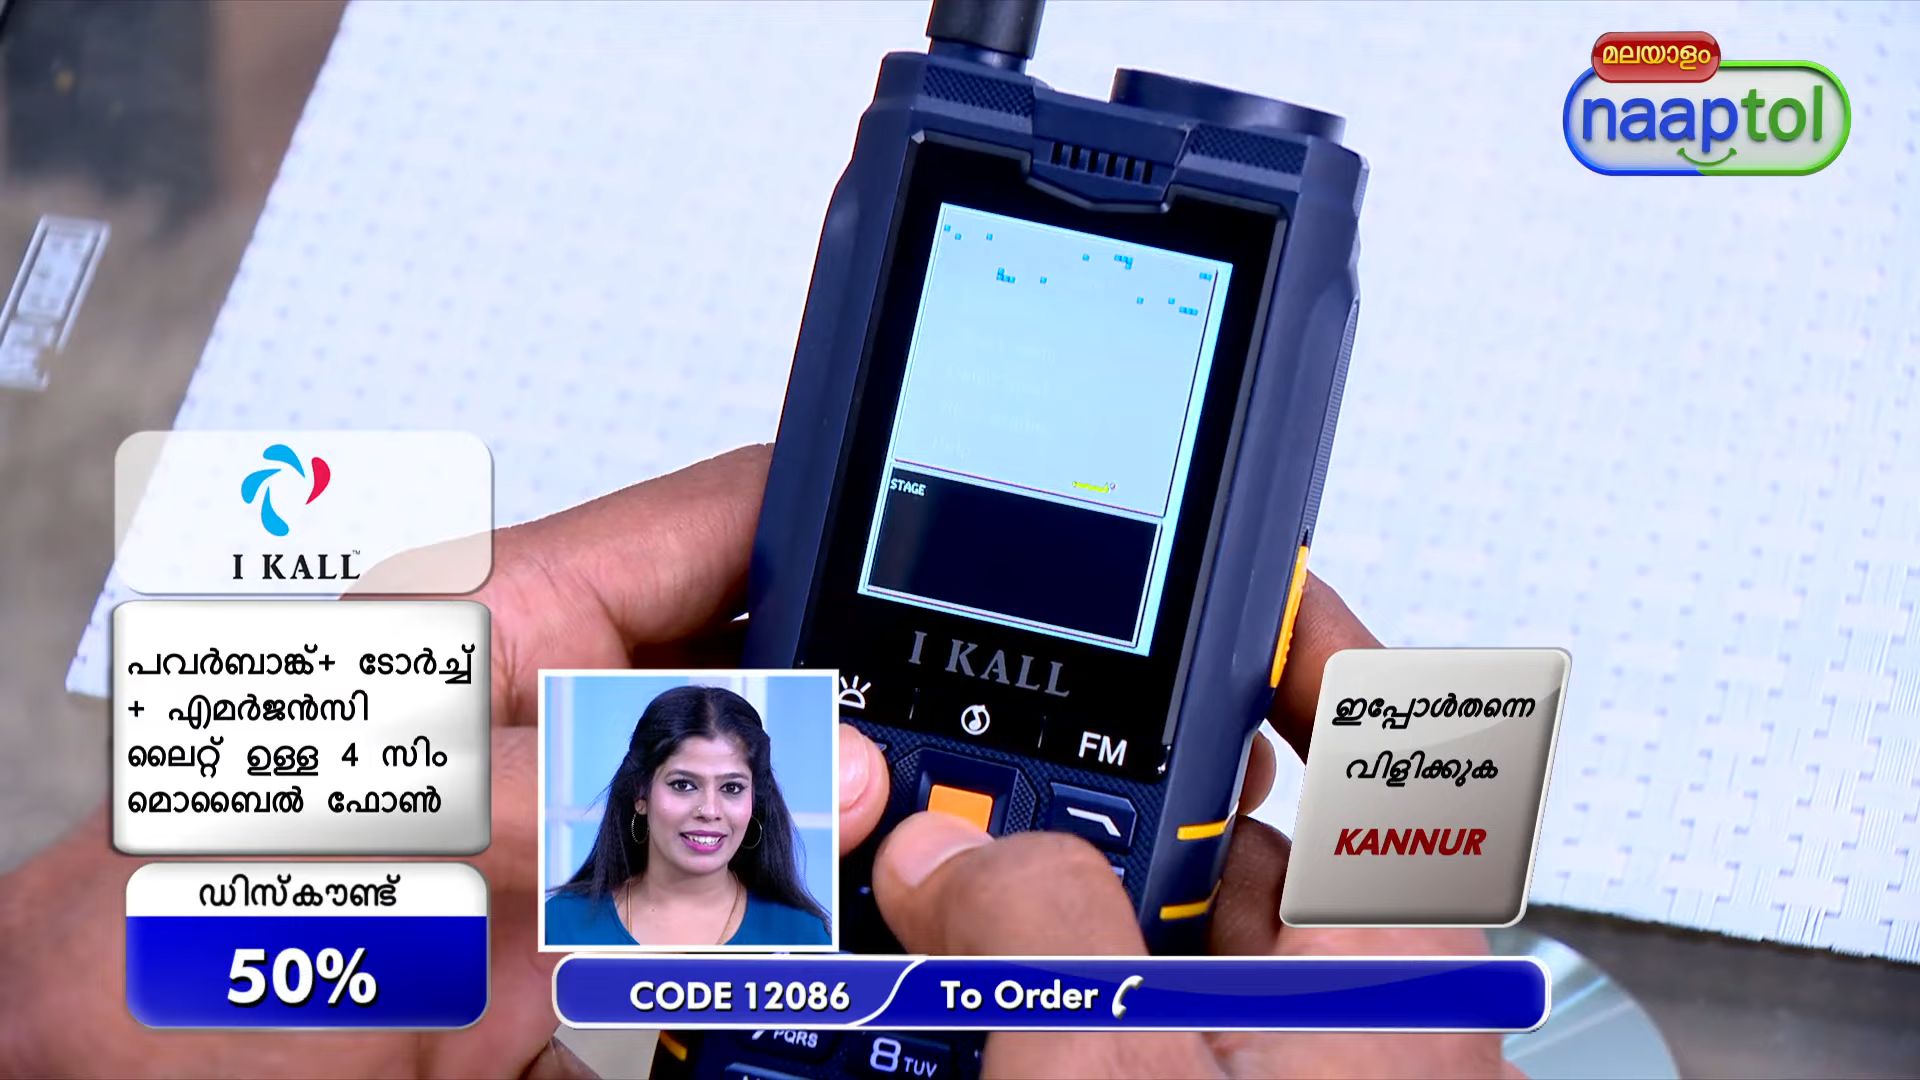 മലയാളം
naaptol
STAGE
I KALL
FM
I KALL™
പവർബാങ്ക്+ ടോർച്ച്
+ എമർജൻസി
ലൈറ്റ് ഉള്ള 4 സിം
മൊബൈൽ ഫോൺ
ഡിസ്കൗണ്ട്
50%
ഇപ്പോൾതന്നെ
വിളിക്കുക
KANNUR
CODE 12086
To Order
PQRS
8 TUV